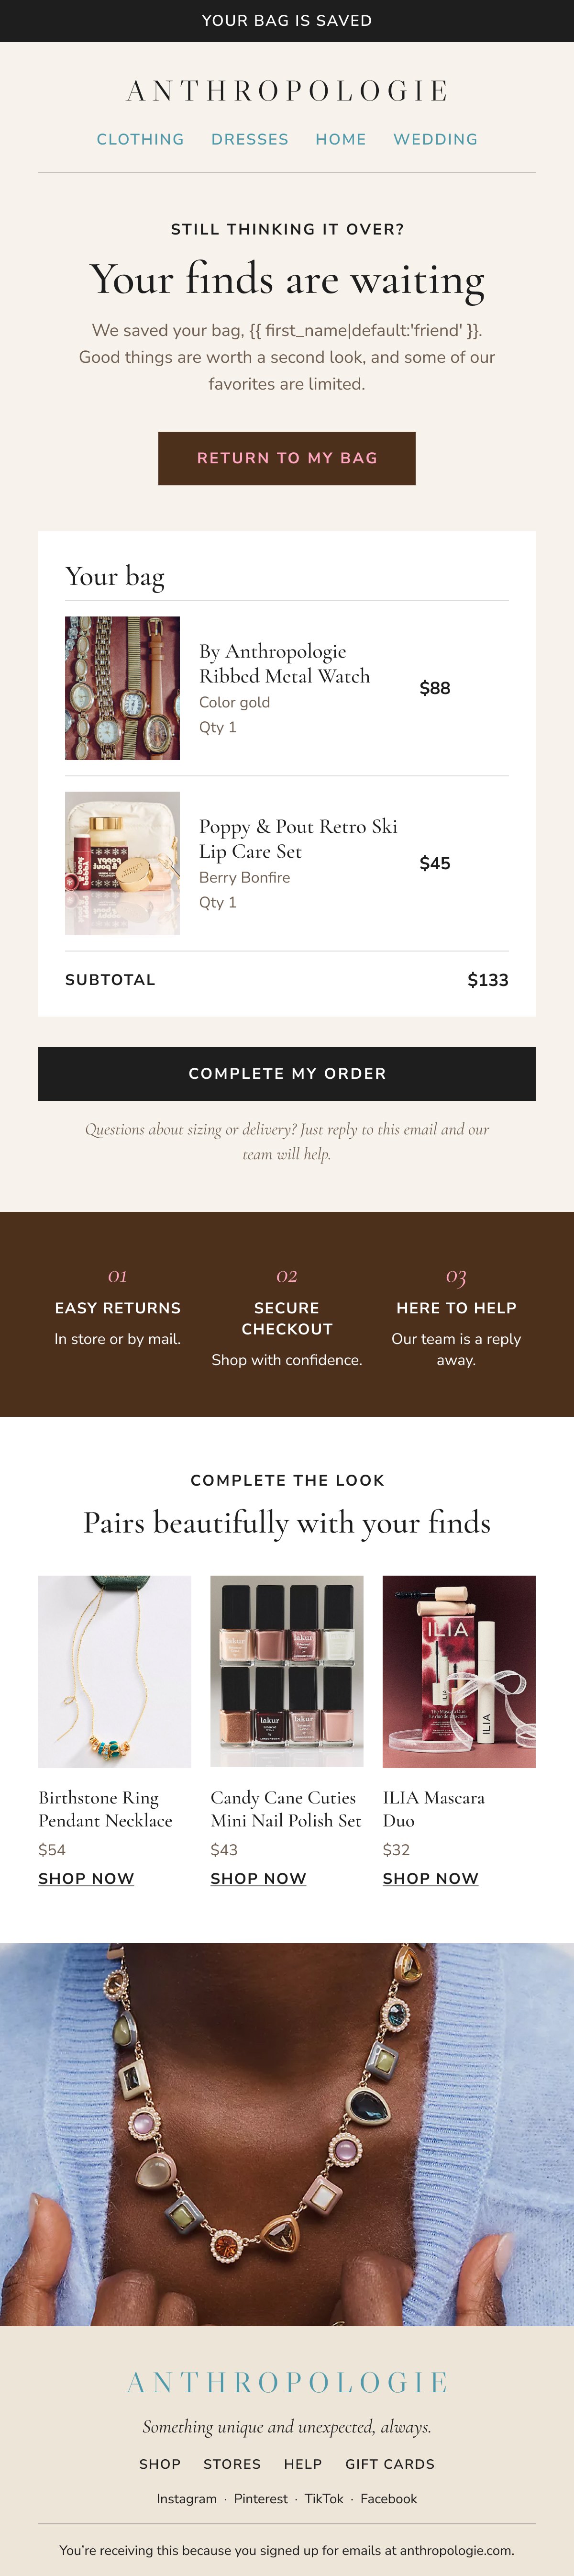 YOUR BAG IS SAVED
ANTHROPOLOGIE
CLOTHING DRESSES HOME WEDDING
STILL THINKING IT OVER?
Your finds are waiting
We saved your bag, {{ first_name|default:'friend' }}.
Good things are worth a second look, and some of our
favorites are limited.
RETURN TO MY BAG
Your bag
By Anthropologie
Ribbed Metal Watch
Color gold
Qty 1
$88
Poppy & Pout Retro Ski
Lip Care Set
Berry Bonfire
Qty 1
$45
SUBTOTAL $133
COMPLETE MY ORDER
Questions about sizing or delivery? Just reply to this email and our
team will help.
01
EASY RETURNS
In store or by mail.
02
SECURE
CHECKOUT
Shop with confidence.
03
HERE TO HELP
Our team is a reply
away.
COMPLETE THE LOOK
Pairs beautifully with your finds
Birthstone Ring
Pendant Necklace
$54
SHOP NOW
lakur lakur lakur
lakur lakur
Candy Cane Cuties
Mini Nail Polish Set
$43
SHOP NOW
ILIA
ILIA
ILIA Mascara
Duo
$32
SHOP NOW
ANTHROPOLOGIE
Something unique and unexpected, always.
SHOP STORES HELP GIFT CARDS
Instagram · Pinterest · TikTok · Facebook
You're receiving this because you signed up for emails at anthropologie.com.